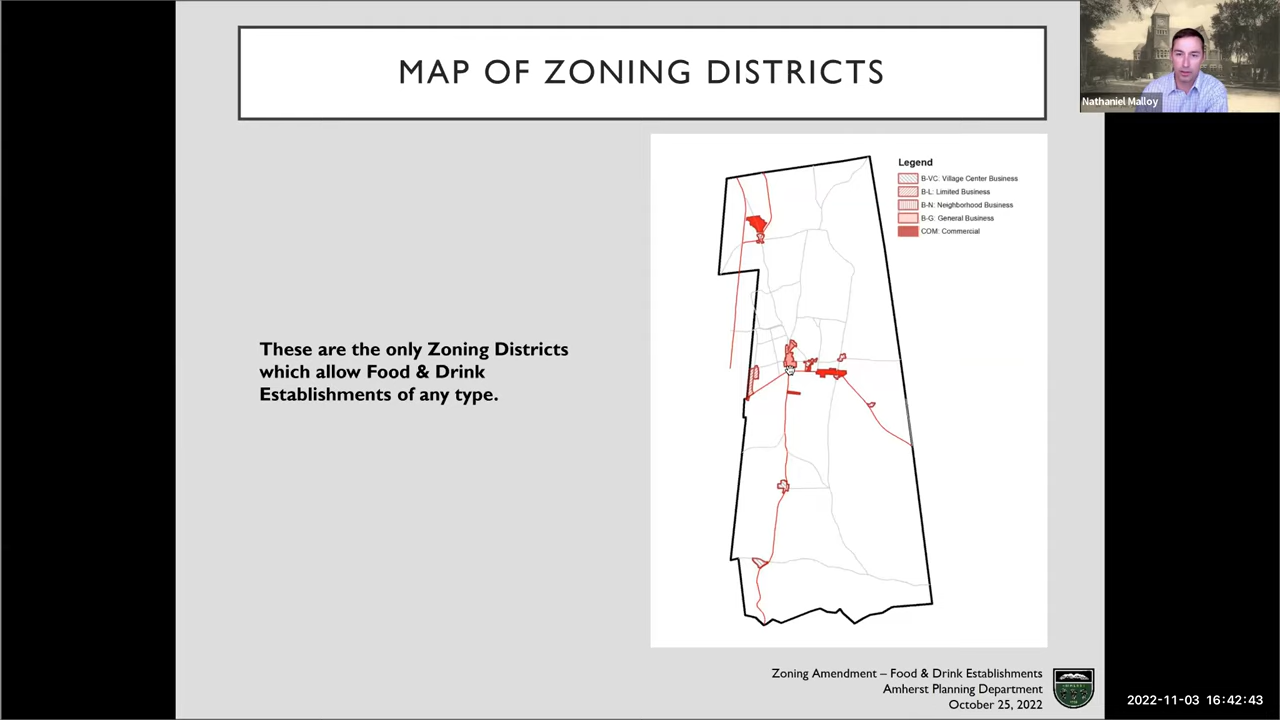 MAP OF ZONING DISTRICTS
Nathaniel Malloy
Legend
B-VC: Village Center Business
B-L: Limited Business
B-N: Neighborhood Business
B-G: General Business
COM: Commercial
These are the only Zoning Districts
which allow Food & Drink
Establishments of any type.
Zoning Amendment – Food & Drink Establishments
Amherst Planning Department
October 25, 2022
2022-11-03 16:42:43